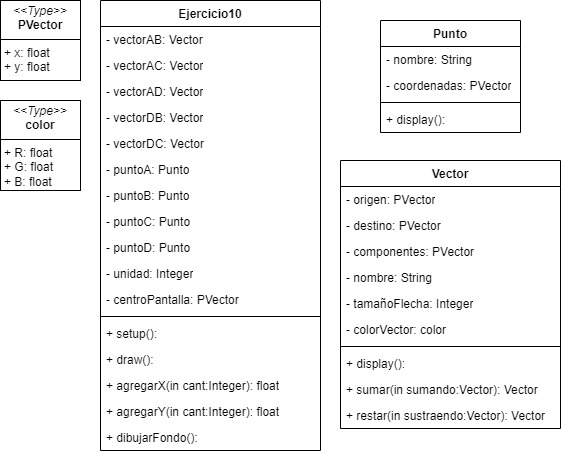 <<Type>>
PVector
+ x: float
+ y: float
<<Type>>
color
+ R: float
+ G: float
+ B: float
Ejercicio10
- vectorAB: Vector
- vectorAC: Vector
- vectorAD: Vector
- vectorDB: Vector
- vectorDC: Vector
- puntoA: Punto
- puntoB: Punto
- puntoC: Punto
- puntoD: Punto
- unidad: Integer
- centroPantalla: PVector
+ setup():
+ draw():
+ agregarX(in cant:Integer): float
+ agregarY(in cant:Integer): float
+ dibujarFondo():
Punto
- nombre: String
- coordenadas: PVector
+ display():
Vector
- origen: PVector
- destino: PVector
- componentes: PVector
- nombre: String
- tamañoFlecha: Integer
- colorVector: color
+ display():
+ sumar(in sumando:Vector): Vector
+ restar(in sustraendo:Vector): Vector